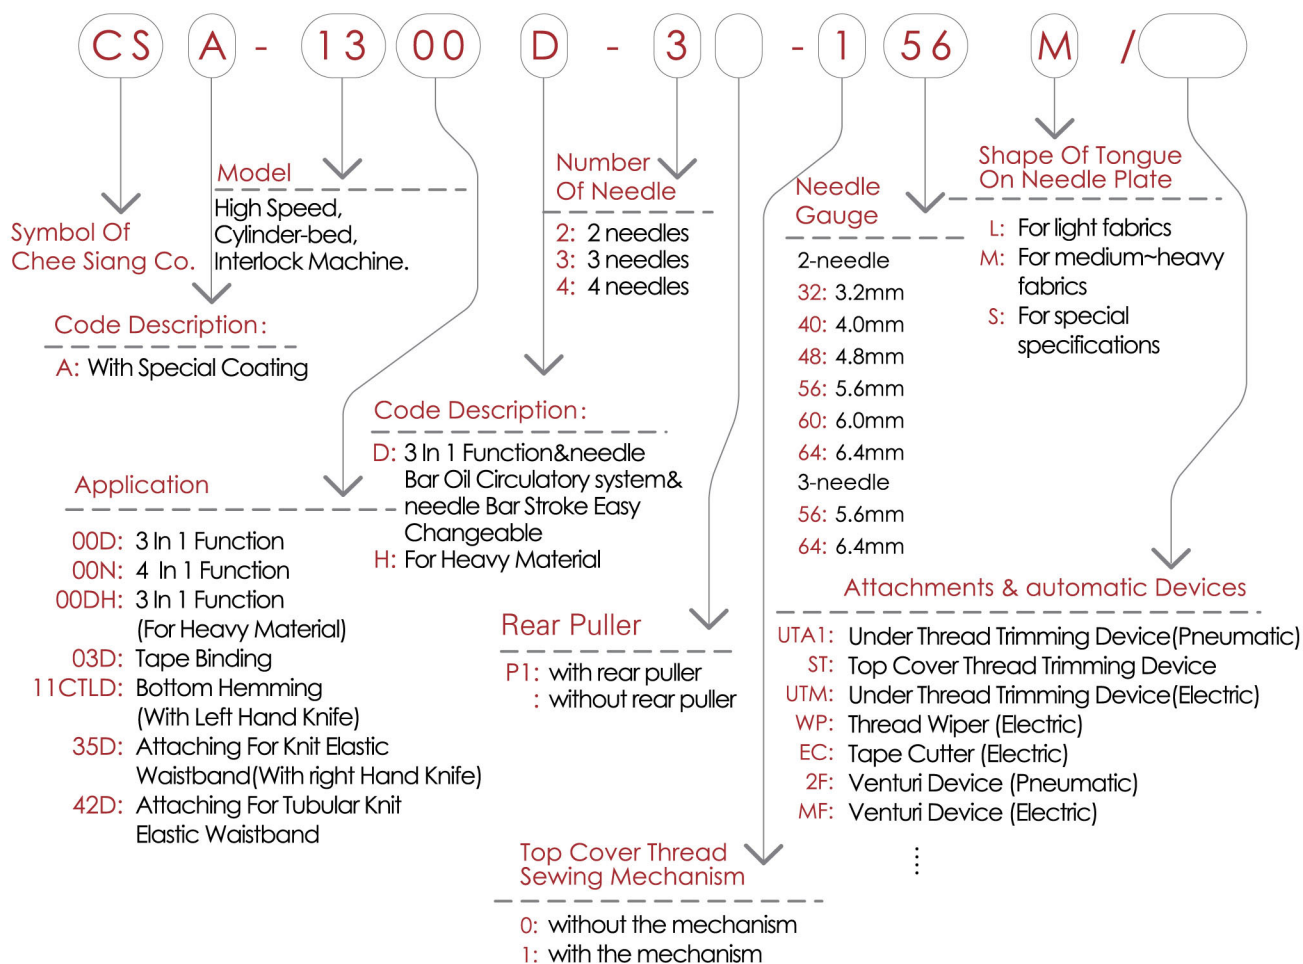 CS A - 13 00 D - 3 - 1 56 M /
Symbol Of
Chee Siang Co.
Code Description:
A: With Special Coating
Model
High Speed,
Cylinder-bed,
Interlock Machine.
Application
00D: 3 In 1 Function
00N: 4 In 1 Function
00DH: 3 In 1 Function
(For Heavy Material)
03D: Tape Binding
11CTLD: Bottom Hemming
(With Left Hand Knife)
35D: Attaching For Knit Elastic
Waistband(With right Hand Knife)
42D: Attaching For Tubular Knit
Elastic Waistband
Code Description:
D: 3 In 1 Function&needle
Bar Oil Circulatory system&
needle Bar Stroke Easy
Changeable
H: For Heavy Material
Number
Of Needle
2: 2 needles
3: 3 needles
4: 4 needles
Rear Puller
P1: with rear puller
: without rear puller
Top Cover Thread
Sewing Mechanism
0: without the mechanism
1: with the mechanism
Needle
Gauge
2-needle
32: 3.2mm
40: 4.0mm
48: 4.8mm
56: 5.6mm
60: 6.0mm
64: 6.4mm
3-needle
56: 5.6mm
64: 6.4mm
Shape Of Tongue
On Needle Plate
L: For light fabrics
M: For medium~heavy
fabrics
S: For special
specifications
Attachments & automatic Devices
UTA1: Under Thread Trimming Device(Pneumatic)
ST: Top Cover Thread Trimming Device
UTM: Under Thread Trimming Device(Electric)
WP: Thread Wiper (Electric)
EC: Tape Cutter (Electric)
2F: Venturi Device (Pneumatic)
MF: Venturi Device (Electric)
⋮